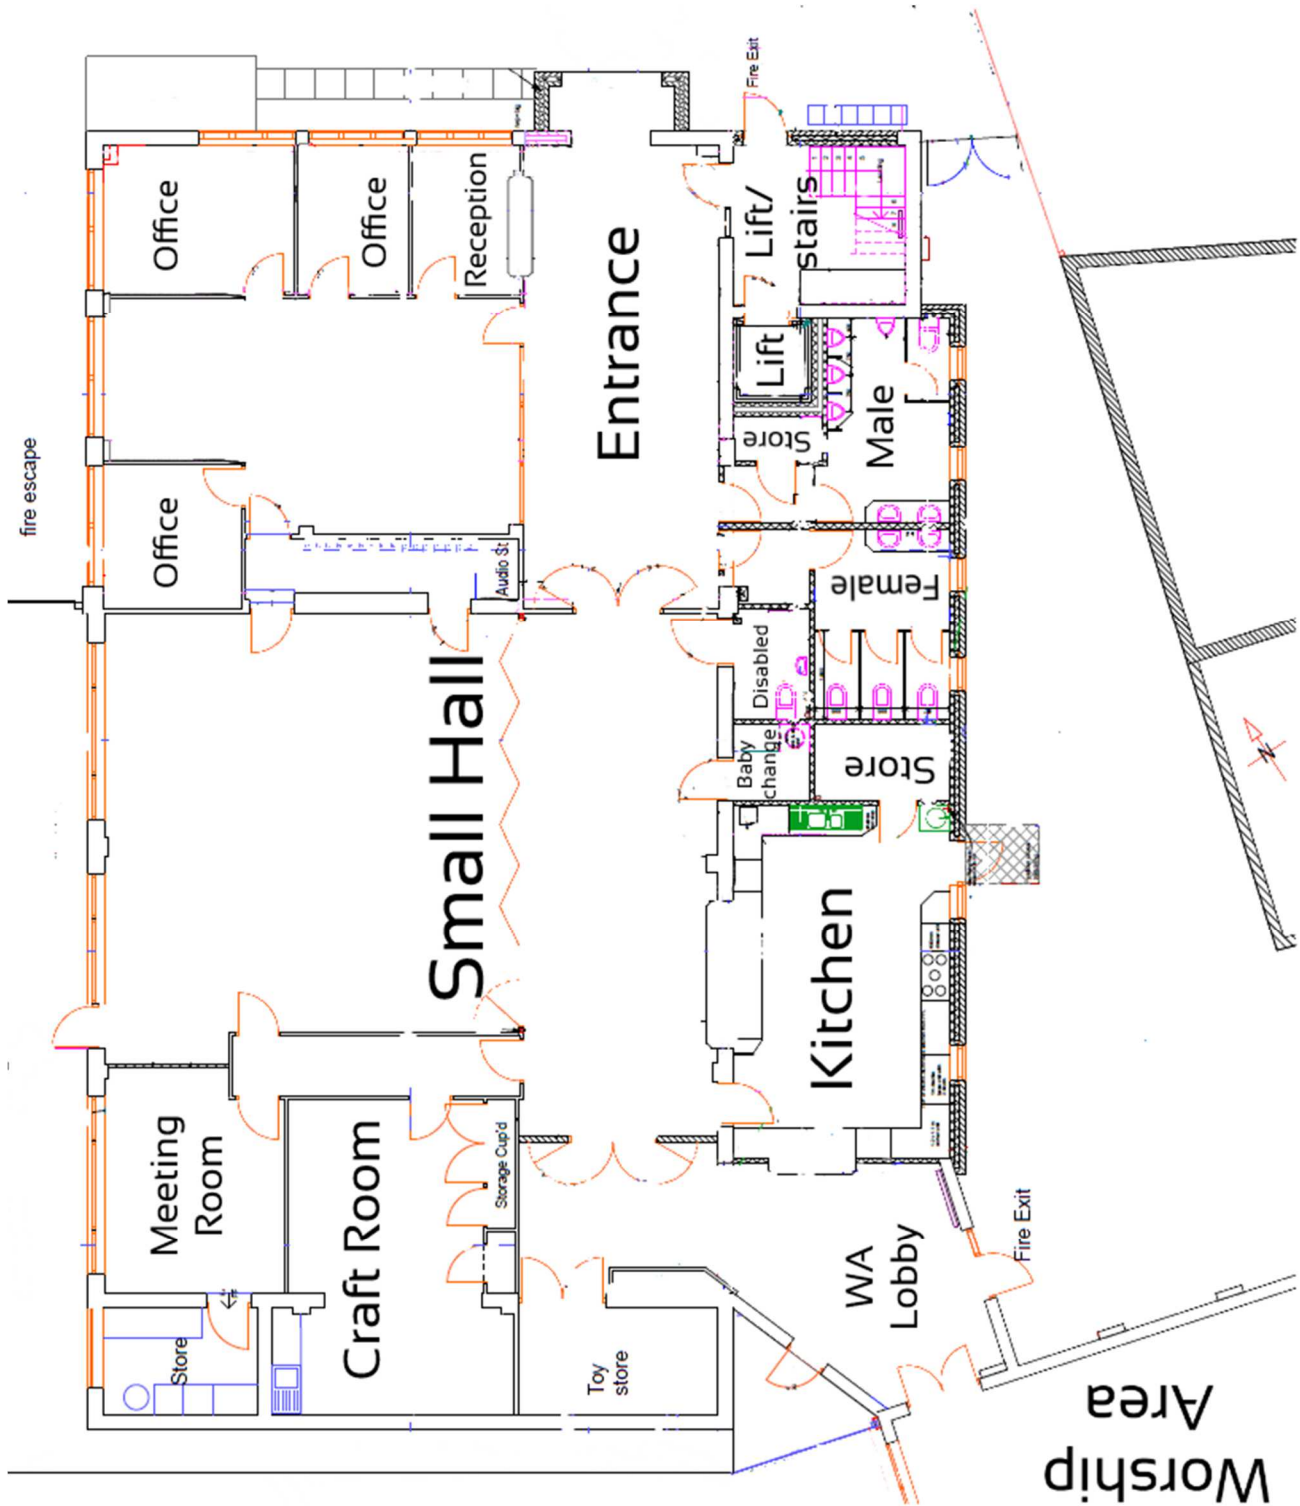 Fire Exit
Office
Office
Reception
Lift/
stairs
Entrance
fire escape
Office
Lift
Store
Male
Audio St
Female
Disabled
Small Hall
Baby
change
Store
Kitchen
N
Meeting
Room
Craft Room
Storage Cup'd
Fire Exit
WA
Lobby
Store
Toy
store
Worship
Area